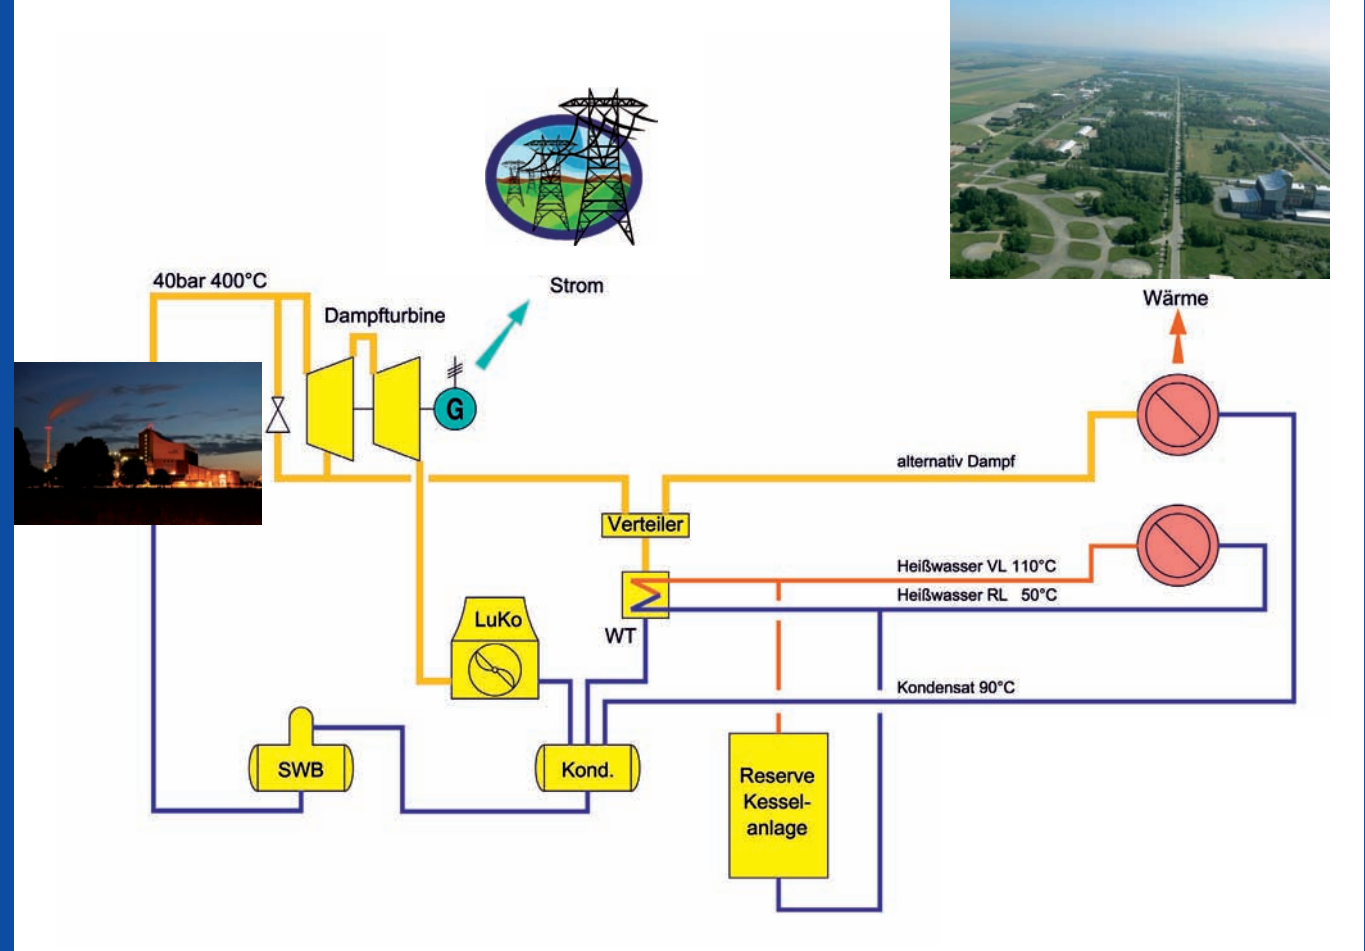 Strom
Wärme
40bar 400°C
Dampfturbine
G
alternativ Dampf
Verteiler
Heißwasser VL 110°C
Heißwasser RL 50°C
LuKo
WT
Kondensat 90°C
SWB
Kond.
Reserve
Kessel-
anlage